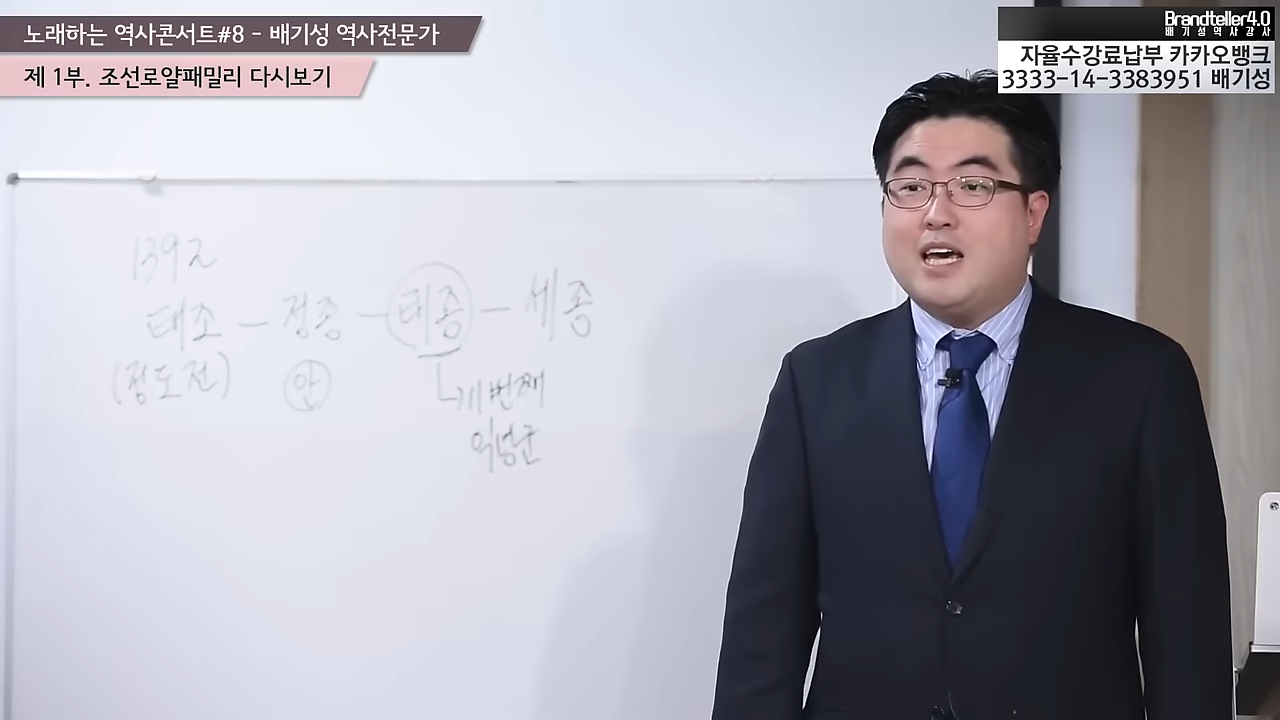 노래하는 역사콘서트#8 - 배기성 역사전문가
제 1부. 조선로얄패밀리 다시보기
Brandteller4.0
배기성역사강사
자율수강료납부 카카오뱅크
3333-14-3383951 배기성
1392
태조 - 정종 - 태종 - 세종
(정도전) 안
네번째
익녕군